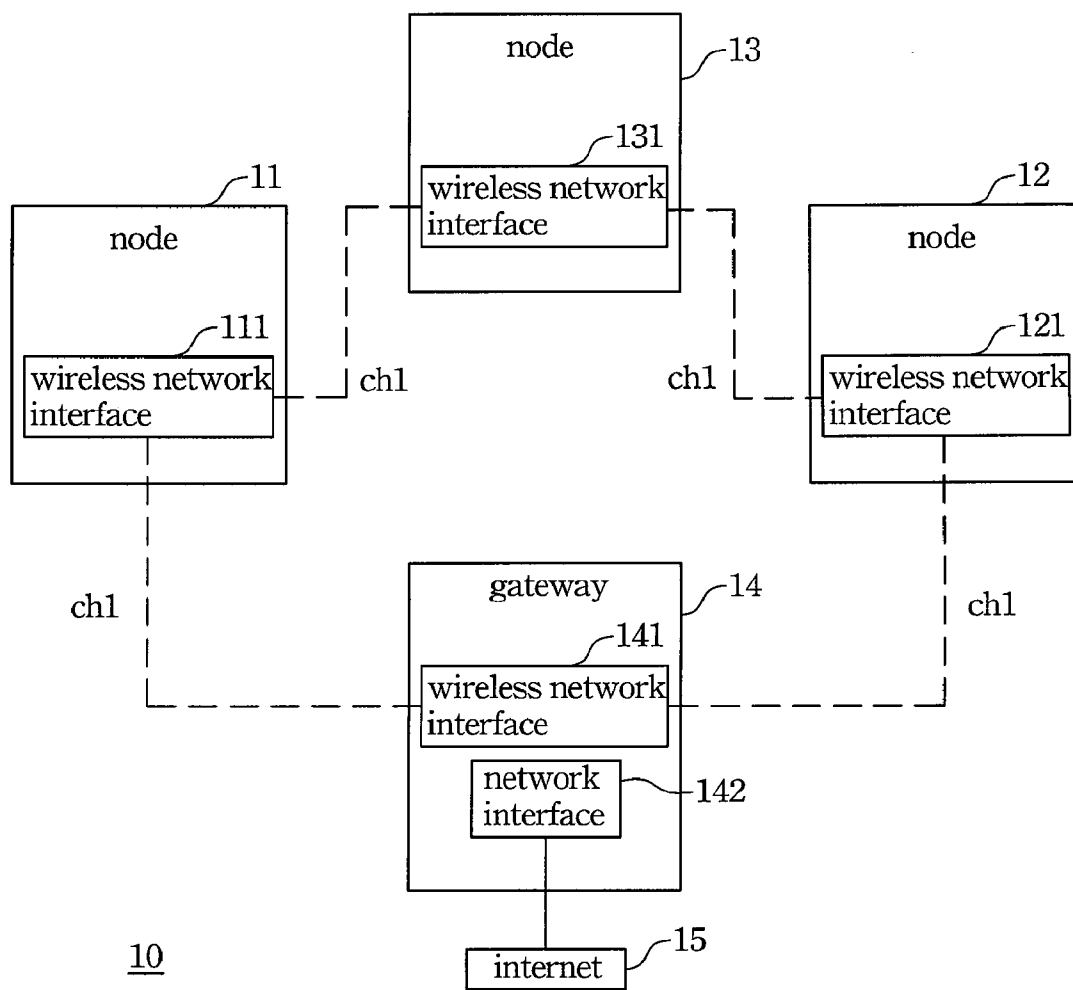 node
13
131
wireless network
interface
11
node
12
node
111
wireless network
interface
121
wireless network
interface
ch1
ch1
gateway
14
ch1
ch1
141
wireless network
interface
network
interface
142
10
internet
15